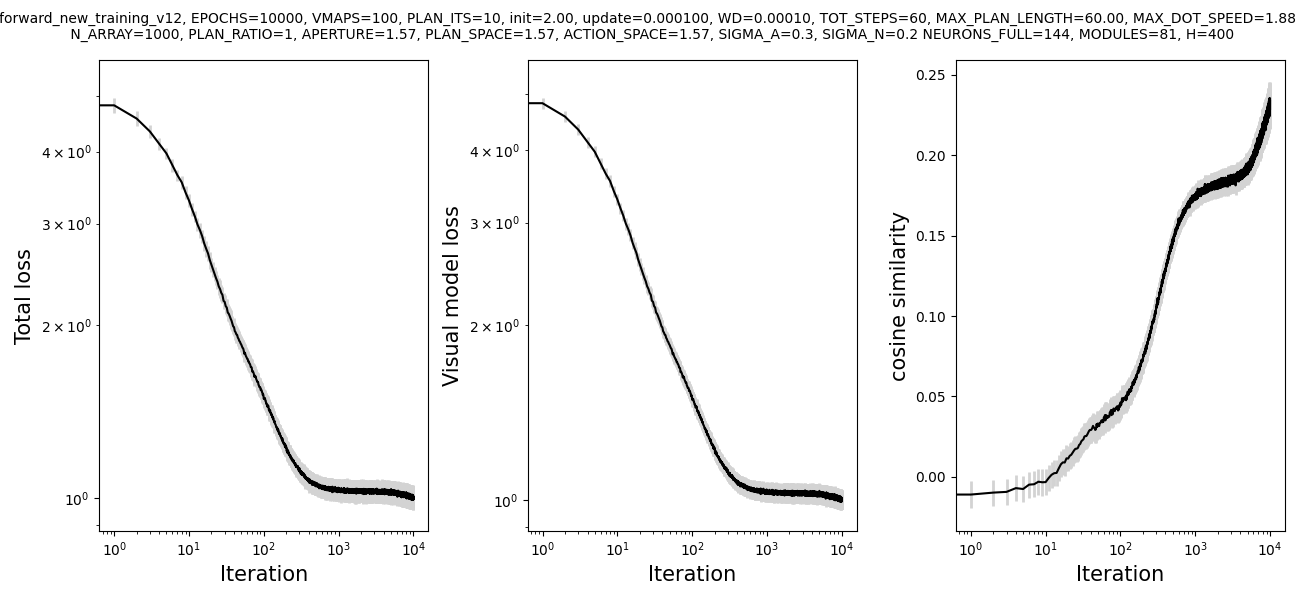 forward_new_training_v12, EPOCHS=10000, VMAPS=100, PLAN_ITS=10, init=2.00, update=0.000100, WD=0.00010, TOT_STEPS=60, MAX_PLAN_LENGTH=60.00, MAX_DOT_SPEED=1.88
N_ARRAY=1000, PLAN_RATIO=1, APERTURE=1.57, PLAN_SPACE=1.57, ACTION_SPACE=1.57, SIGMA_A=0.3, SIGMA_N=0.2 NEURONS_FULL=144, MODULES=81, H=400
Total loss
4 × 10⁰
3 × 10⁰
2 × 10⁰
10⁰
10⁰ 10¹ 10² 10³ 10⁴
Iteration
Visual model loss
4 × 10⁰
3 × 10⁰
2 × 10⁰
10⁰
10⁰ 10¹ 10² 10³ 10⁴
Iteration
cosine similarity
0.25
0.20
0.15
0.10
0.05
0.00
10⁰ 10¹ 10² 10³ 10⁴
Iteration